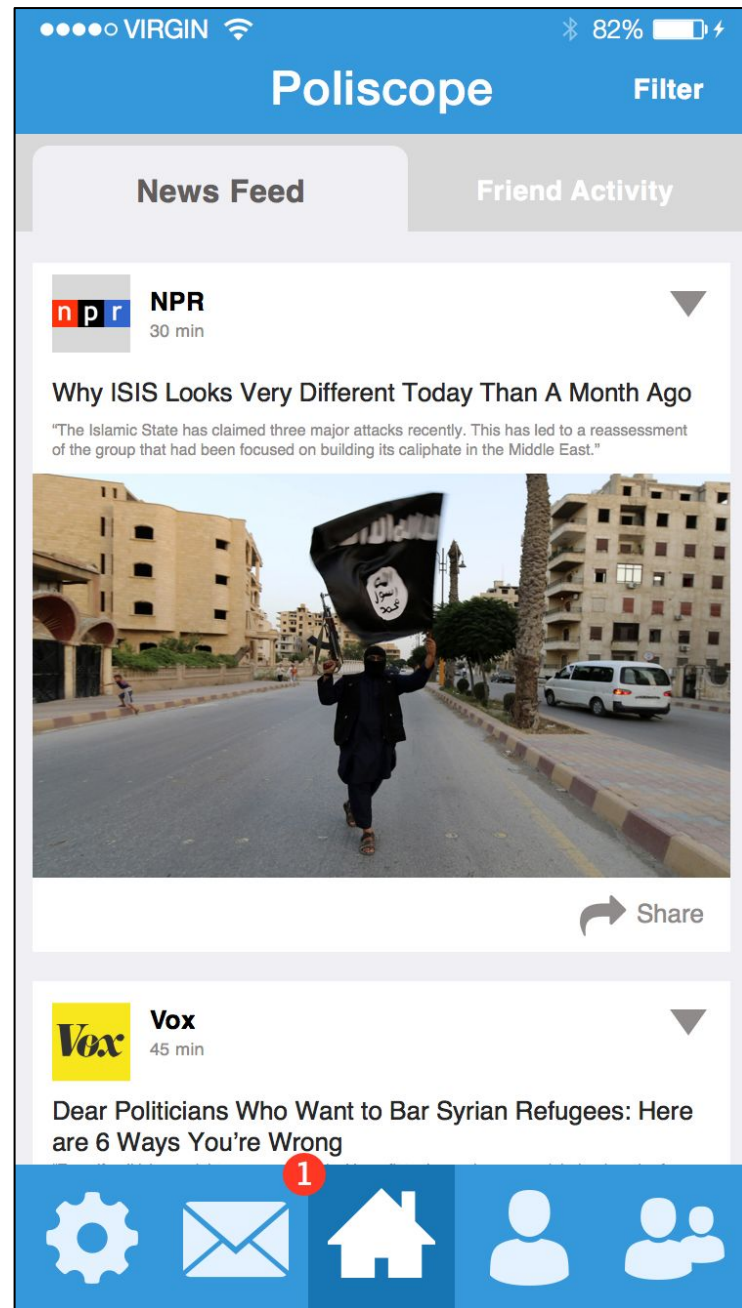 VIRGIN 82%
Poliscope Filter
News Feed Friend Activity
npr NPR
30 min
Why ISIS Looks Very Different Today Than A Month Ago
"The Islamic State has claimed three major attacks recently. This has led to a reassessment
of the group that had been focused on building its caliphate in the Middle East."
الله
رسول
محمد
Share
Vox Vox
45 min
Dear Politicians Who Want to Bar Syrian Refugees: Here
are 6 Ways You're Wrong
1